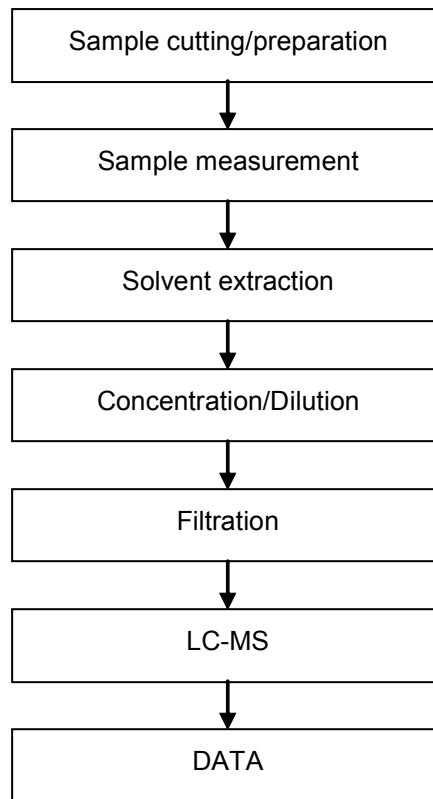 Sample cutting/preparation
Sample measurement
Solvent extraction
Concentration/Dilution
Filtration
LC-MS
DATA